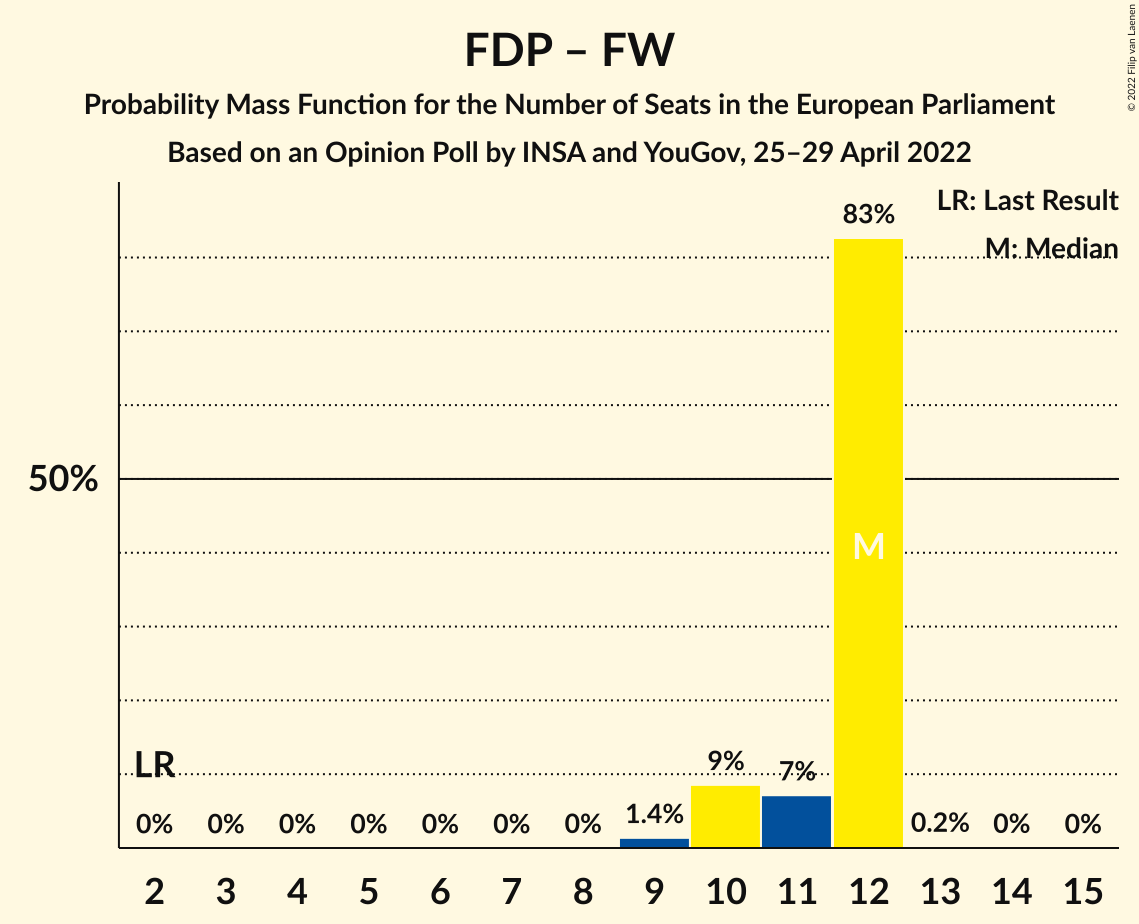 FDP – FW
Probability Mass Function for the Number of Seats in the European Parliament
Based on an Opinion Poll by INSA and YouGov, 25–29 April 2022
© 2022 Filip van Laenen
LR: Last Result
M: Median
83%
50%
M
LR
9%
7%
0% 0% 0% 0% 0% 0% 0% 1.4% 0.2% 0% 0%
2 3 4 5 6 7 8 9 10 11 12 13 14 15